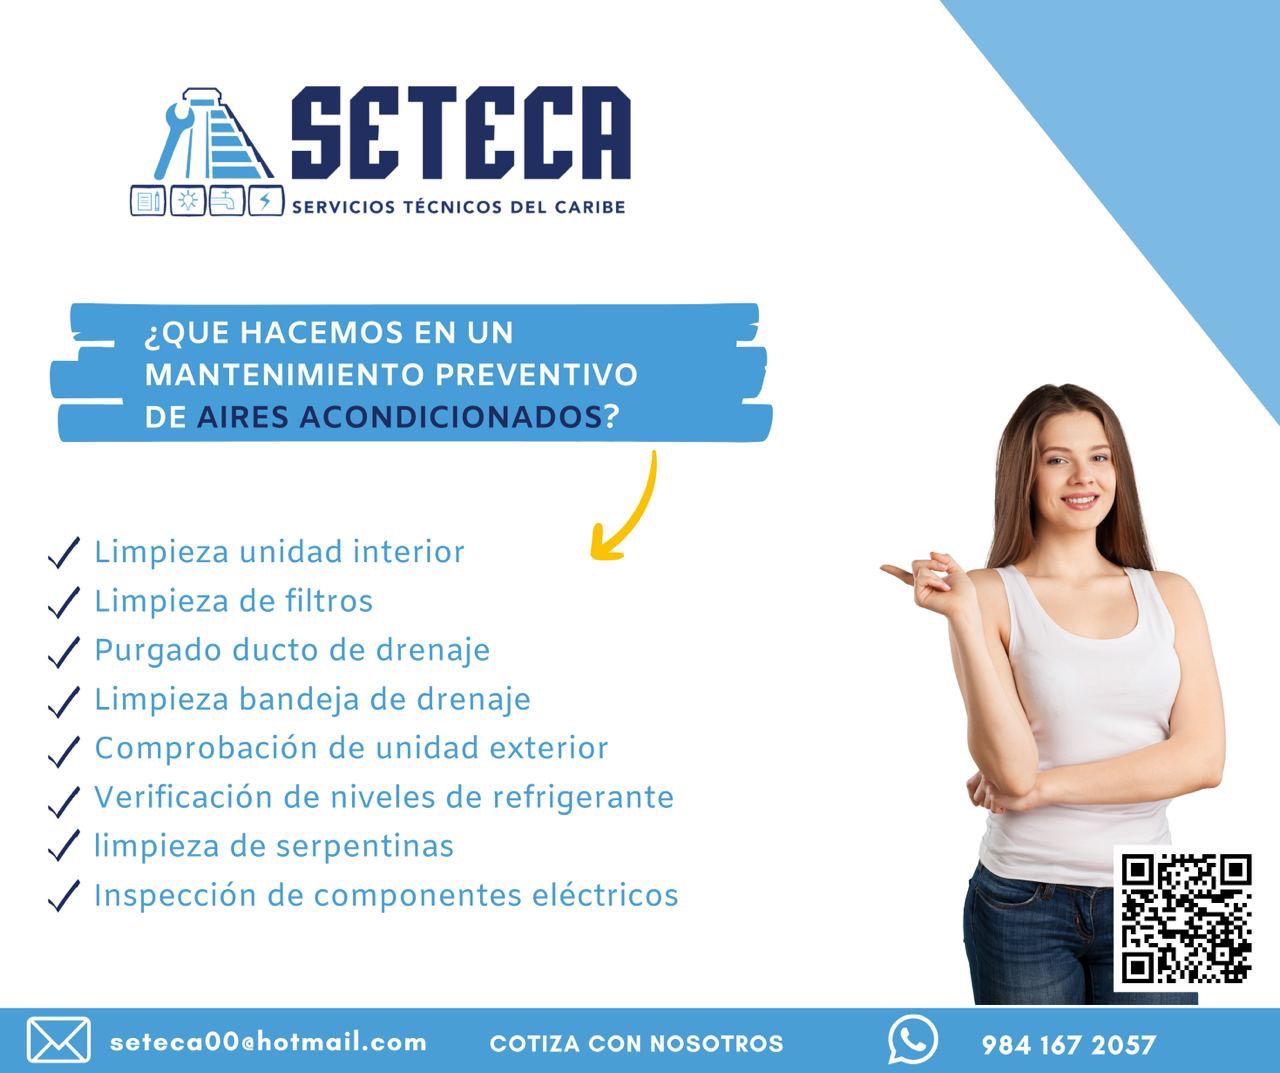 SETECA
SERVICIOS TÉCNICOS DEL CARIBE
¿QUE HACEMOS EN UN
MANTENIMIENTO PREVENTIVO
DE AIRES ACONDICIONADOS?
Limpieza unidad interior
Limpieza de filtros
Purgado ducto de drenaje
Limpieza bandeja de drenaje
Comprobación de unidad exterior
Verificación de niveles de refrigerante
limpieza de serpentinas
Inspección de componentes eléctricos
seteca00@hotmail.com
COTIZA CON NOSOTROS
984 167 2057